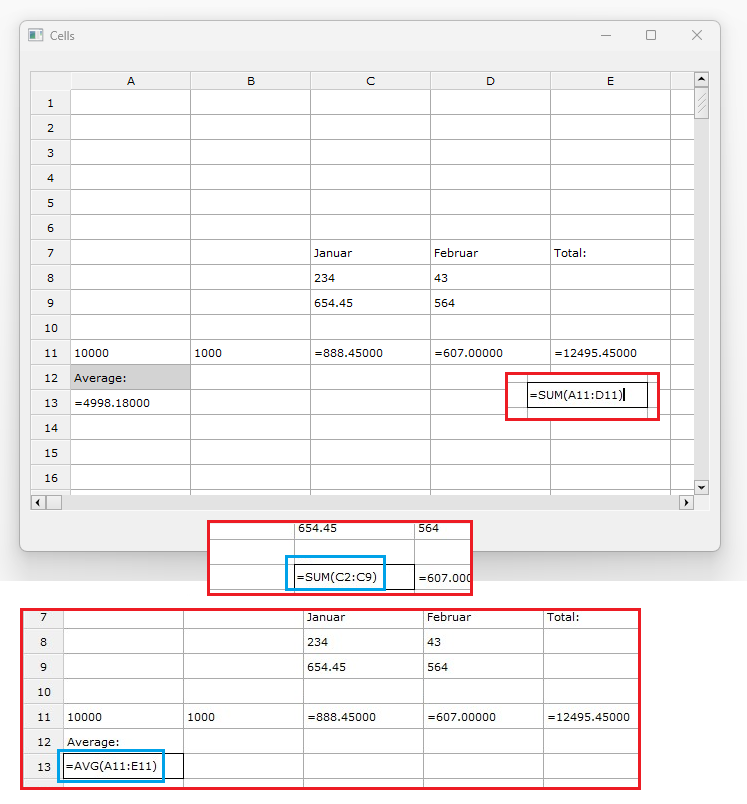 Cells
A B C D E
1
2
3
4
5
6
7 Januar Februar Total:
8 234 43
9 654.45 564
10
11 10000 1000 =888.45000 =607.00000 =12495.45000
12 Average:
=SUM(A11:D11)
13 =4998.18000
14
15
16
654.45 564
=SUM(C2:C9) =607.000
7 Januar Februar Total:
8 234 43
9 654.45 564
10
11 10000 1000 =888.45000 =607.00000 =12495.45000
12 Average:
13 =AVG(A11:E11)